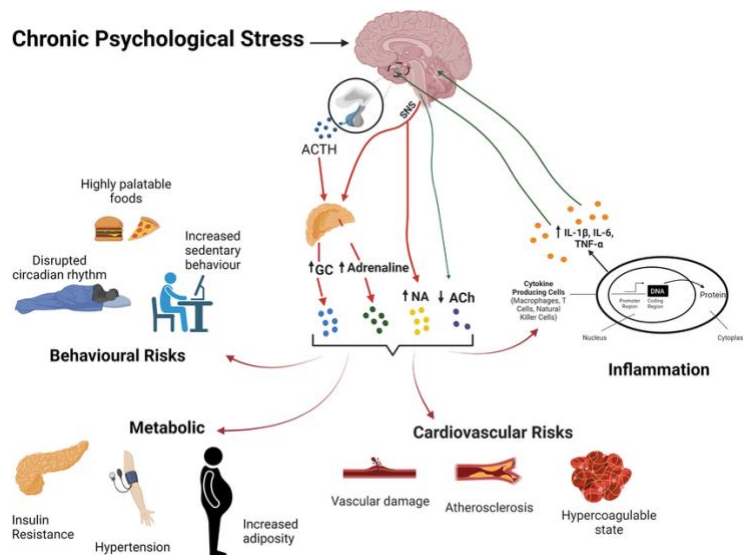 Chronic Psychological Stress
SNS
ACTH
Highly palatable
foods
Disrupted
circadian rhythm
Increased
sedentary
behaviour
↑GC
↑Adrenaline
↑NA
↓ACh
↑ IL-1β, IL-6,
TNF-α
Cytokine
Producing Cells
(Macrophages, T
Cells, Natural
Killer Cells)
DNA
Promoter
Region
Coding
Region
Protein
Nucleus
Cytoplas
Behavioural Risks
Inflammation
Metabolic
Cardiovascular Risks
Insulin
Resistance
Hypertension
Increased
adiposity
Vascular damage
Atherosclerosis
Hypercoagulable
state